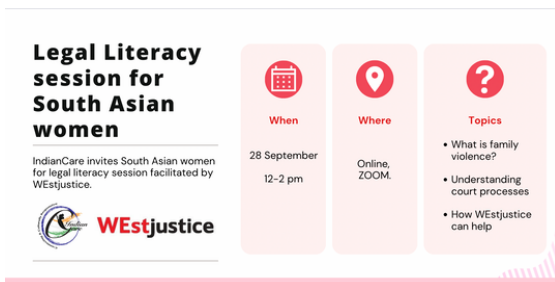 Legal Literacy
session for
South Asian
women
IndianCare invites South Asian women
for legal literacy session facilitated by
WEstjustice.
WEstjustice
When
28 September
12-2 pm
Where
Online,
ZOOM.
Topics
What is family
violence?
Understanding
court processes
How WEstjustice
can help